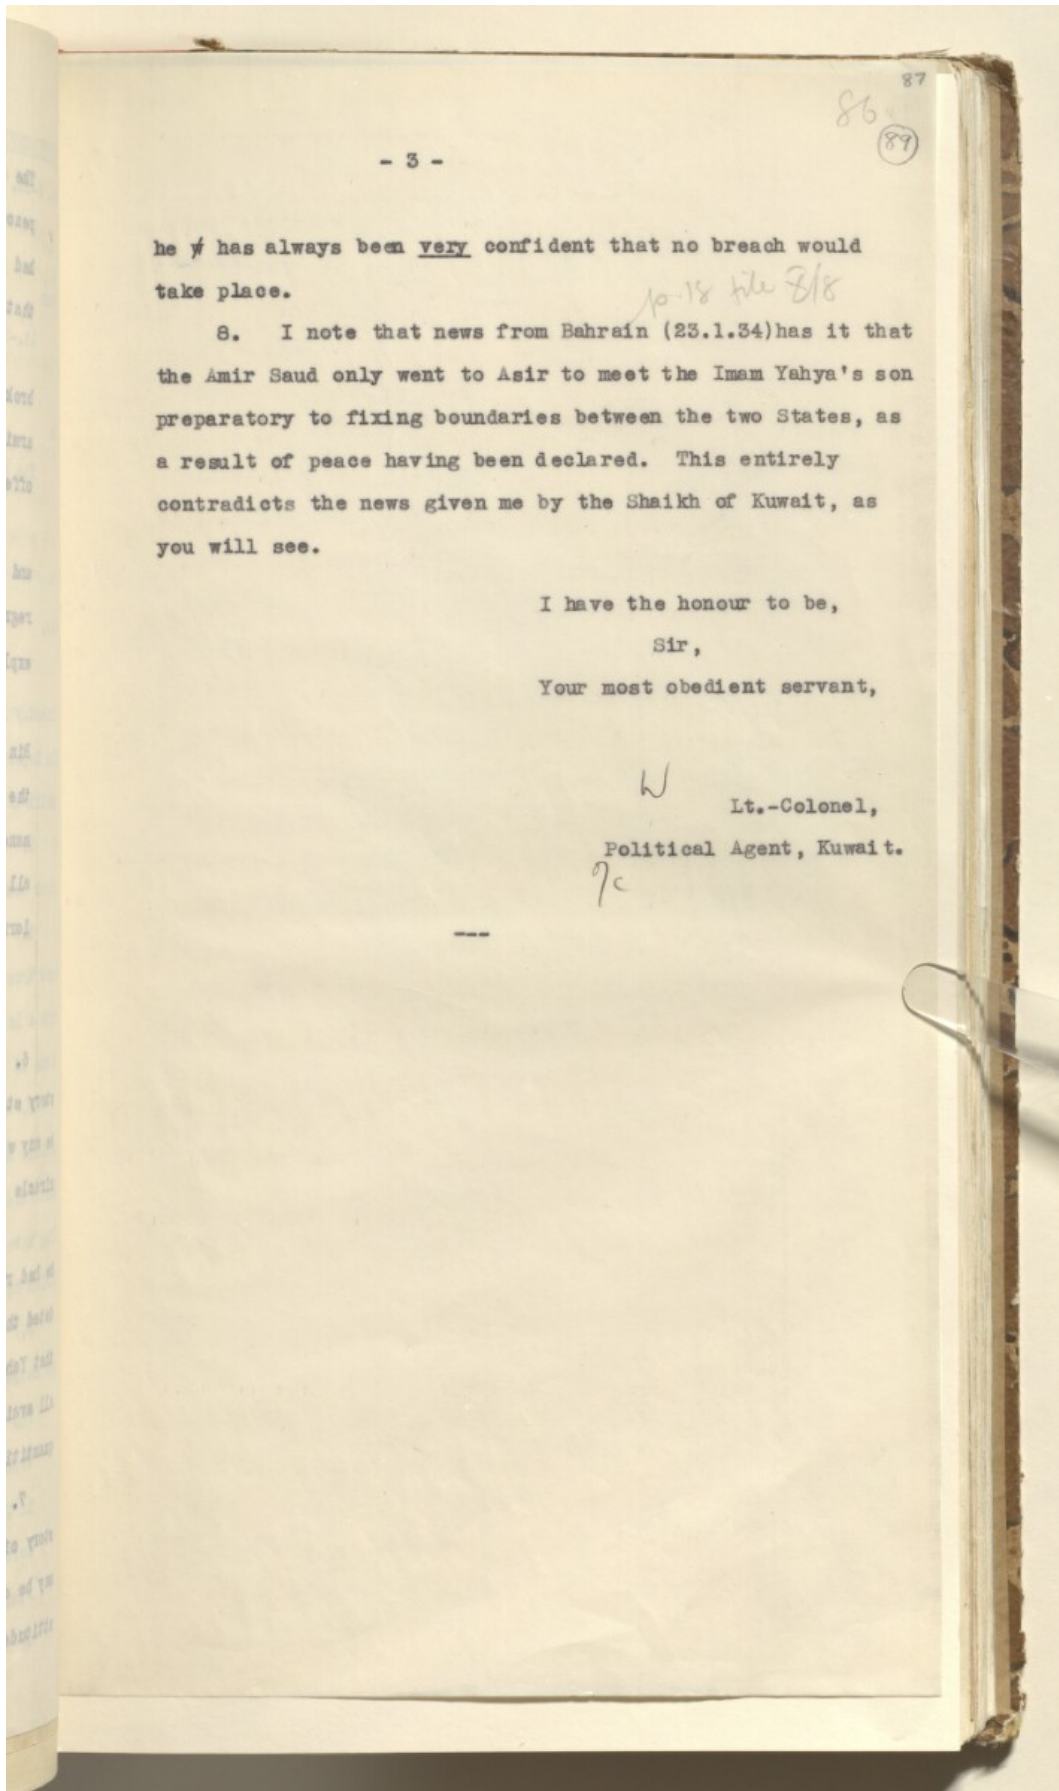 87
86
89
- 3 -
he has always been very confident that no breach would
take place.
p.18 file 8/8
8. I note that news from Bahrain (23.1.34)has it that
the Amir Saud only went to Asir to meet the Imam Yahya's son
preparatory to fixing boundaries between the two States, as
a result of peace having been declared. This entirely
contradicts the news given me by the Shaikh of Kuwait, as
you will see.
I have the honour to be,
Sir,
Your most obedient servant,
Lt.-Colonel,
Political Agent, Kuwait.
---